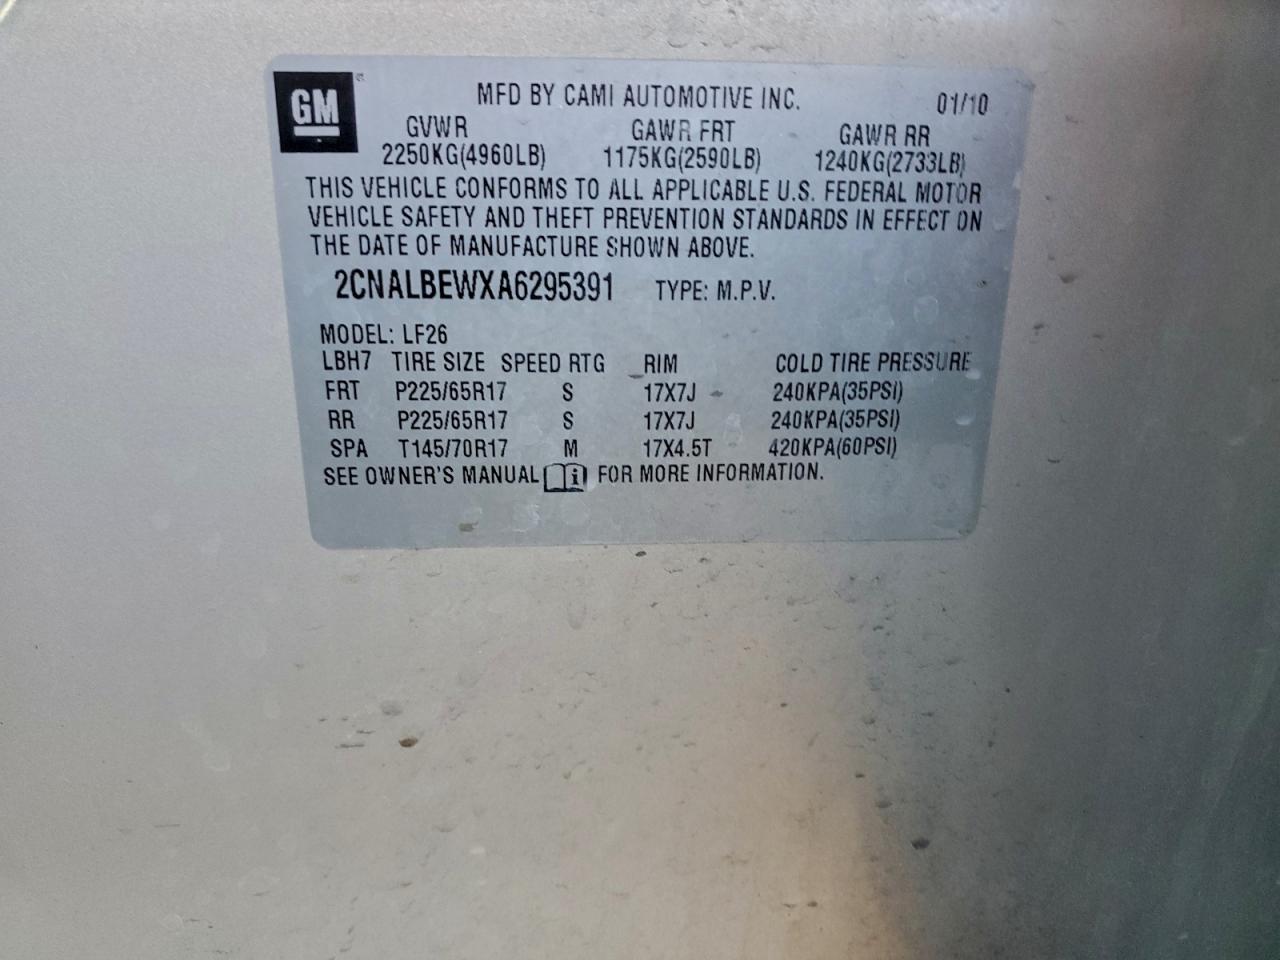 GM
MFD BY CAMI AUTOMOTIVE INC. 01/10
GVWR GAWR FRT GAWR RR
2250KG(4960LB) 1175KG(2590LB) 1240KG(2733LB)
THIS VEHICLE CONFORMS TO ALL APPLICABLE U.S. FEDERAL MOTOR
VEHICLE SAFETY AND THEFT PREVENTION STANDARDS IN EFFECT ON
THE DATE OF MANUFACTURE SHOWN ABOVE.
2CNALBEWXA6295391 TYPE: M.P.V.
MODEL: LF26
LBH7 TIRE SIZE SPEED RTG RIM COLD TIRE PRESSURE
FRT P225/65R17 S 17X7J 240KPA(35PSI)
RR P225/65R17 S 17X7J 240KPA(35PSI)
SPA T145/70R17 M 17X4.5T 420KPA(60PSI)
SEE OWNER'S MANUAL i FOR MORE INFORMATION.